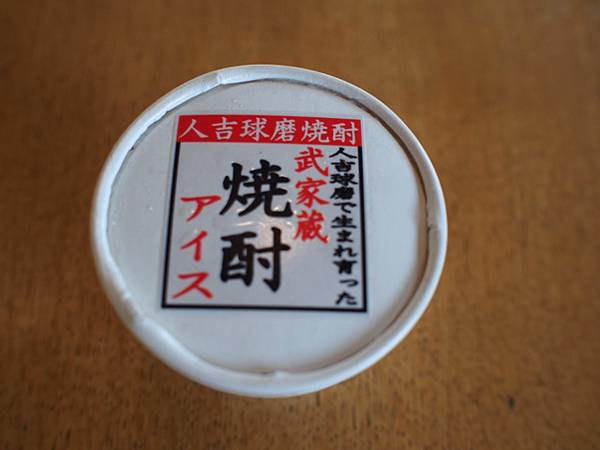 人吉球磨焼酎
人吉球磨で生まれ育った
武家蔵
焼酎
アイス